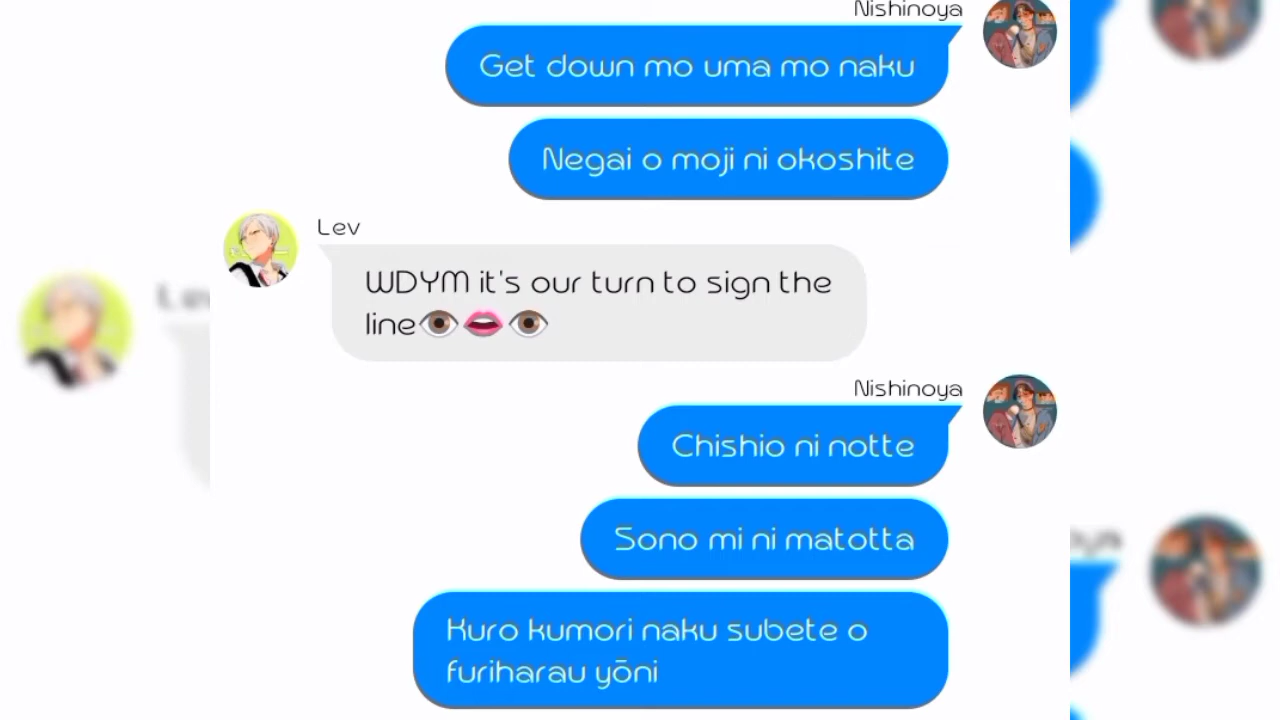 Nishinoya
Get down mo uma mo naku
Negai o moji ni okoshite
Lev
WDYM it's our turn to sign the
line👁👄👁
Nishinoya
Chishio ni notte
Sono mi ni matotta
Kuro kumori naku subete o
furiharau yōni